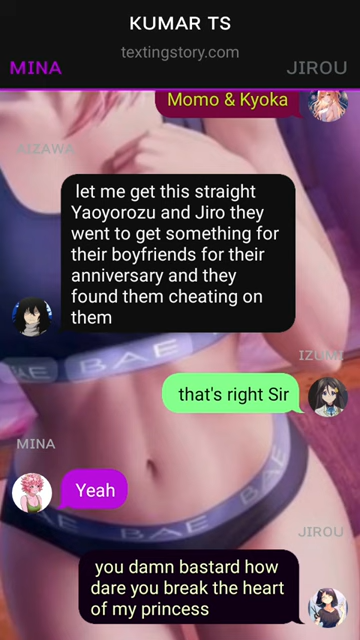 KUMAR TS
textingstory.com
MINA
JIROU
Momo & Kyoka
AIZAWA
let me get this straight
Yaoyorozu and Jiro they
went to get something for
their boyfriends for their
anniversary and they
found them cheating on
them
BAE
BAE
BAE
IZUMI
that's right Sir
MINA
Yeah
BAE
BAE
BAE
JIROU
you damn bastard how
dare you break the heart
of my princess